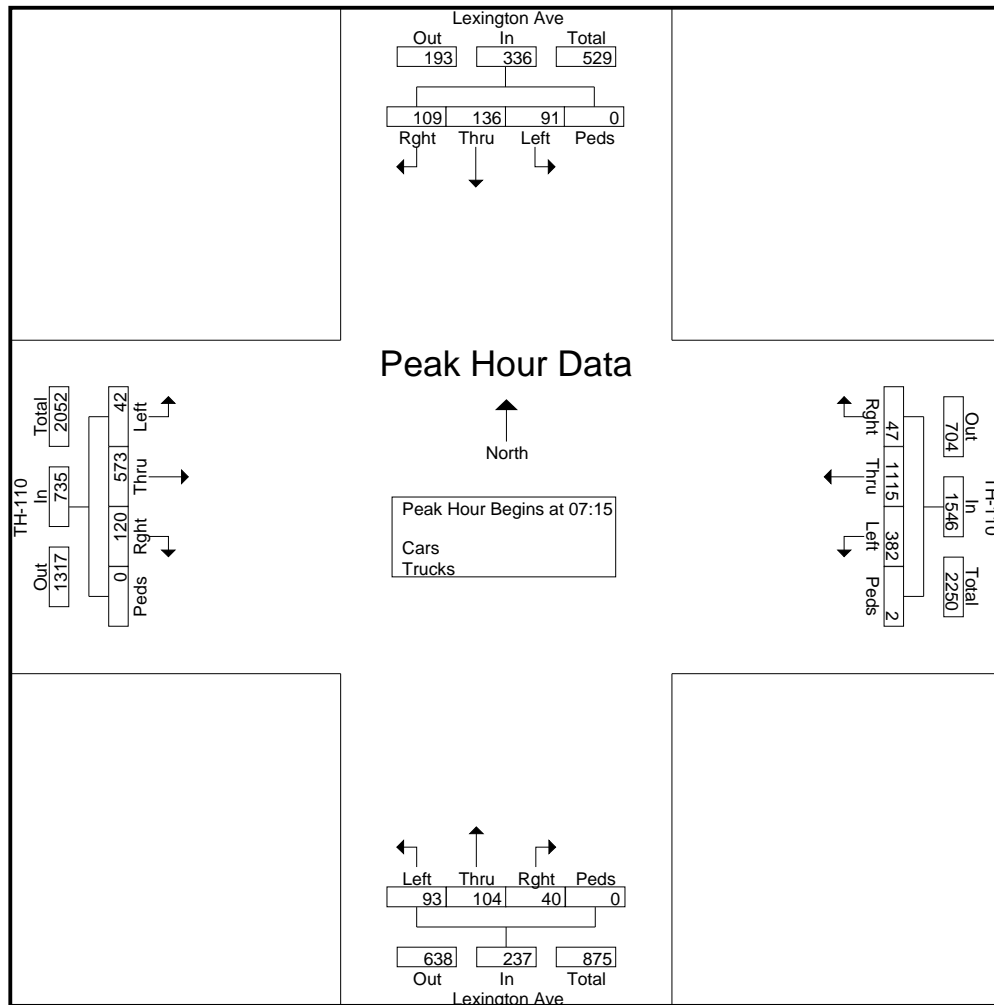 Lexington Ave
Out In Total
193 336 529
109 136 91 0
Rght Thru Left Peds
Peak Hour Data
North
Peak Hour Begins at 07:15
Cars
Trucks
TH-110
Total In Out
2052 735 1317
42 573 120 0
Left Thru Rght Peds
TH-110
Out In Total
704 1546 2250
47 1115 382 2
Rght Thru Left Peds
Left Thru Rght Peds
93 104 40 0
638 237 875
Out In Total
Lexington Ave